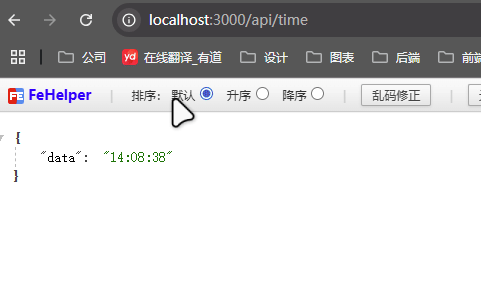 localhost:3000/api/time
公司 yd 在线翻译_有道 设计 图表 后端 前端
FeHelper 排序: 默认 升序 降序 乱码修正
{
"data": "14:08:38"
}